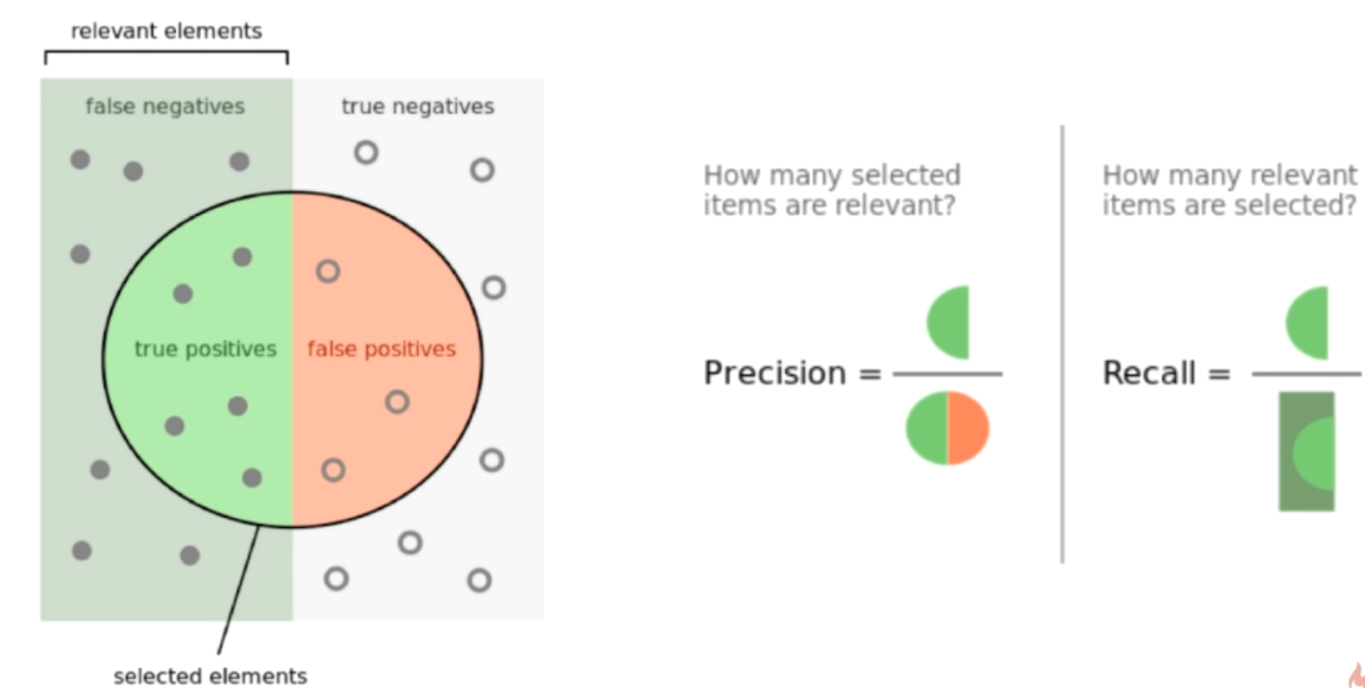 relevant elements
false negatives
true negatives
true positives
false positives
selected elements
How many selected
items are relevant?
Precision =
How many relevant
items are selected?
Recall =